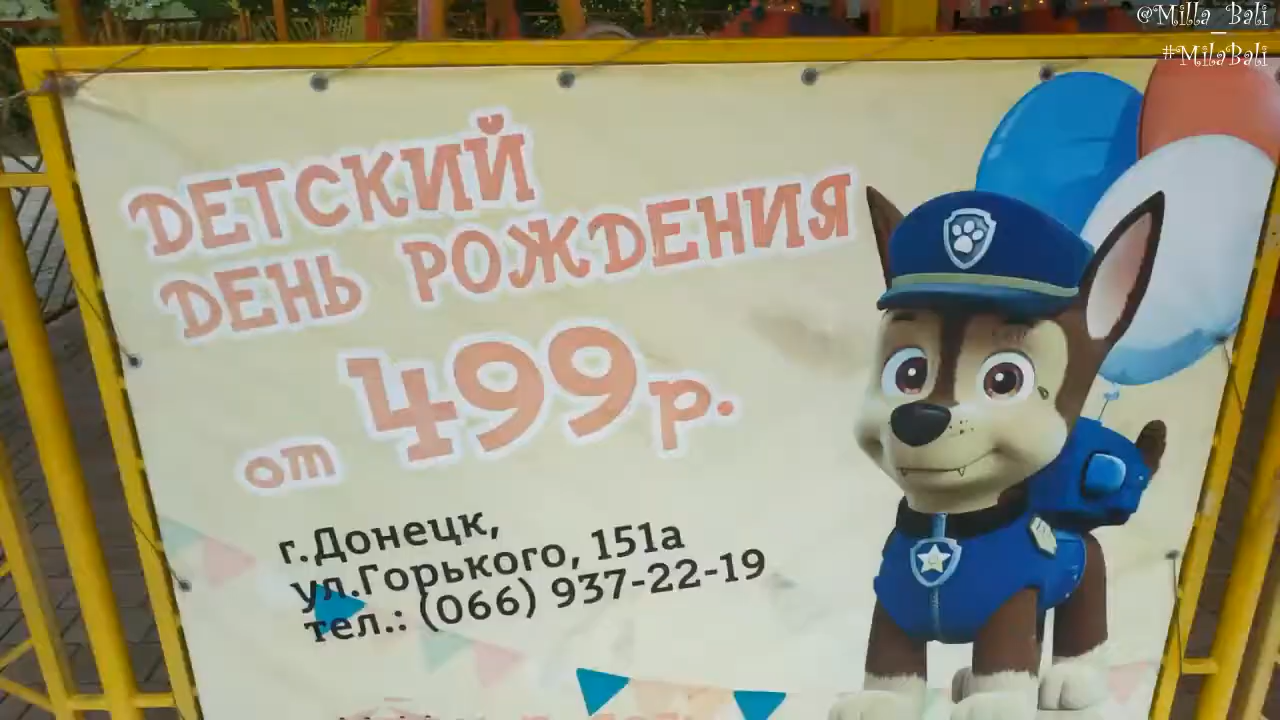 @Milla_Bali
#MilaBali
ДЕТСКИЙ
ДЕНЬ РОЖДЕНИЯ
от 499р.
г.Донецк,
ул.Горького, 151а
тел.: (066) 937-22-19